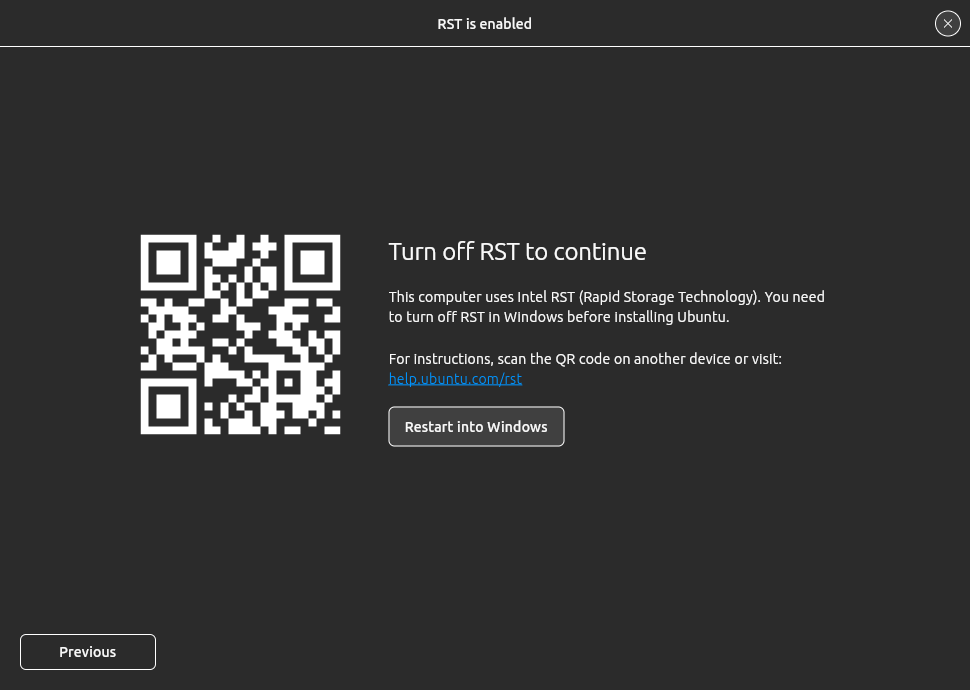 RST is enabled
Turn off RST to continue
This computer uses Intel RST (Rapid Storage Technology). You need
to turn off RST in Windows before installing Ubuntu.
For instructions, scan the QR code on another device or visit:
help.ubuntu.com/rst
Restart into Windows
Previous